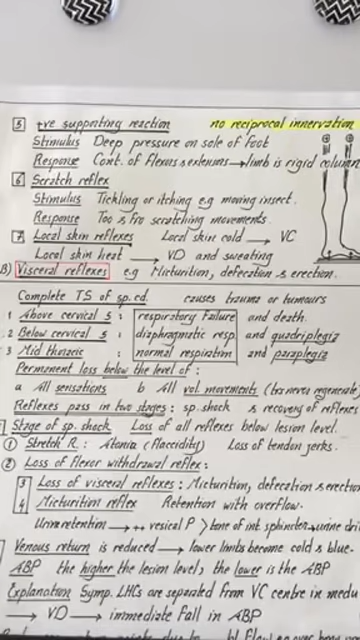 5 +ve supporting reaction no reciprocal innervation
Stimulus Deep pressure on sole of foot
Response Cont. of flexors & extensors → limb is rigid column
6 Scratch reflex
Stimulus Tickling or itching e.g moving insect.
Response Too & fro scratching movements.
7 Local skin reflexes Local skin cold → VC
Local skin heat → VD and sweating
B) Visceral reflexes e.g Micturition, defecation & erection.
Complete TS of sp.cd. causes trauma or tumours
1 Above cervical 5 : respiratory failure and death.
2 Below cervical 5 : diaphragmatic resp. and quadriplegia
3 Mid thoracic : normal respiration and paraplegia
Permanent loss below the level of :
a All sensations b All vol. movements (tracts never regenerate)
Reflexes pass in two stages : sp. shock & recovery of reflexes
Stage of sp. shock Loss of all reflexes below lesion level.
① Stretch R. : Atonia (flaccidity) Loss of tendon jerks.
② Loss of flexor withdrawal reflex :
3 Loss of visceral reflexes : Micturition, defecation & erection
4 Micturition reflex Retention with overflow.
Urine retention → ++ vesical P > tone of int. sphincter → urine dri
Venous return is reduced → lower limbs become cold & blue
ABP the higher the lesion level, the lower is the ABP
Explanation Symp. LHCs are separated from VC centre in medu
→ VD → immediate fall in ABP